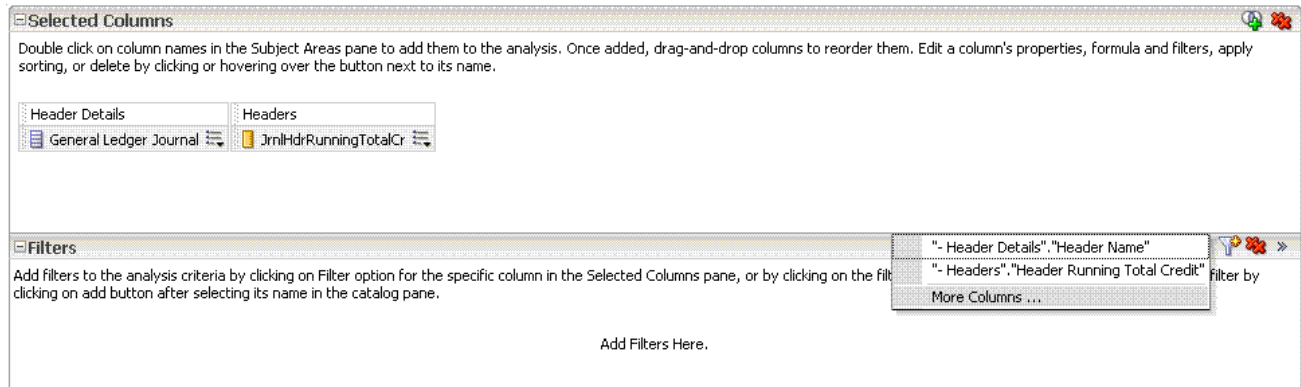 Selected Columns
Double click on column names in the Subject Areas pane to add them to the analysis. Once added, drag-and-drop columns to reorder them. Edit a column's properties, formula and filters, apply
sorting, or delete by clicking or hovering over the button next to its name.
Header Details
Headers
General Ledger Journal
JrnlHdrRunningTotalCr
Filters
"- Header Details"."Header Name"
"- Headers"."Header Running Total Credit"
More Columns ...
Add filters to the analysis criteria by clicking on Filter option for the specific column in the Selected Columns pane, or by clicking on the filter by
clicking on add button after selecting its name in the catalog pane.
Add Filters Here.